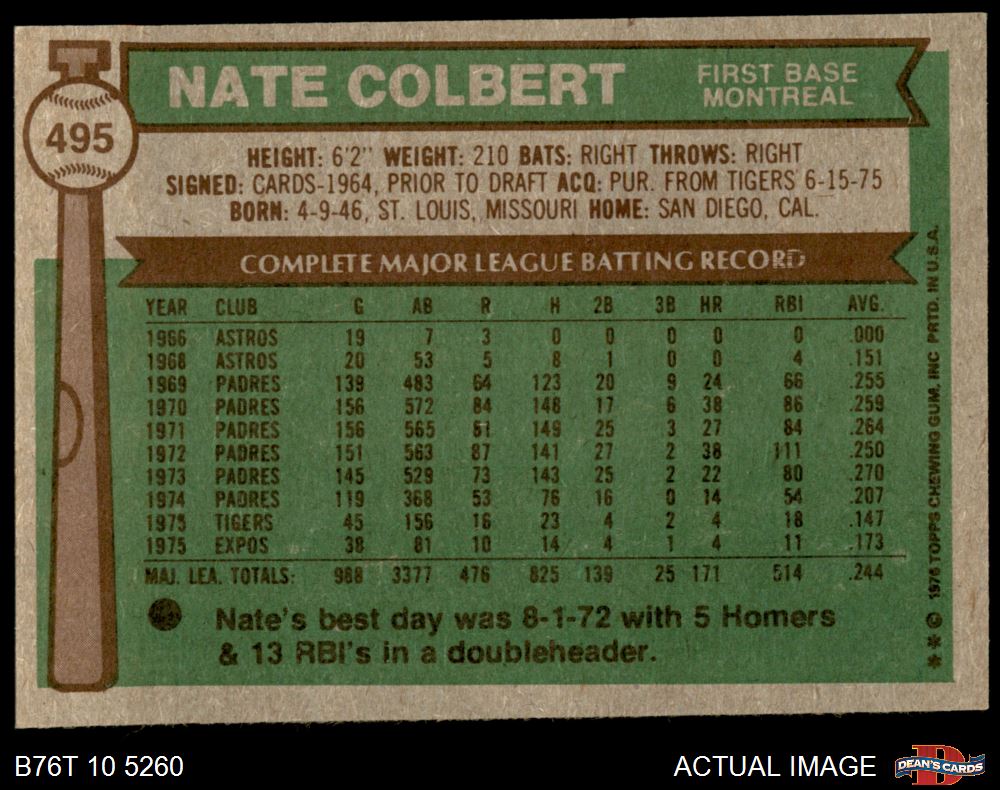 T
495
NATE COLBERT
FIRST BASE
MONTREAL
HEIGHT: 6'2" WEIGHT: 210 BATS: RIGHT THROWS: RIGHT
SIGNED: CARDS-1964, PRIOR TO DRAFT ACQ: PUR. FROM TIGERS 6-15-75
BORN: 4-9-46, ST. LOUIS, MISSOURI HOME: SAN DIEGO, CAL.
COMPLETE MAJOR LEAGUE BATTING RECORD
YEAR CLUB G AB R H 2B 3B HR RBI AVG.
1966 ASTROS 19 7 3 0 0 0 0 0 .000
1968 ASTROS 20 53 5 8 1 0 0 4 .151
1969 PADRES 139 483 64 123 20 9 24 66 .255
1970 PADRES 156 572 84 148 17 6 38 86 .259
1971 PADRES 156 565 81 149 25 3 27 84 .264
1972 PADRES 151 563 87 141 27 2 38 111 .250
1973 PADRES 145 529 73 143 25 2 22 80 .270
1974 PADRES 119 368 53 76 16 0 14 54 .207
1975 TIGERS 45 156 16 23 4 2 4 18 .147
1975 EXPOS 38 81 10 14 4 1 4 11 .173
MAJ. LEA. TOTALS: 988 3377 476 825 139 25 171 514 .244
Nate's best day was 8-1-72 with 5 Homers
& 13 RBI's in a doubleheader.
**© 1976 TOPPS CHEWING GUM, INC PRTD. IN U.S.A.
B76T 10 5260
ACTUAL IMAGE
DEAN'S CARDS